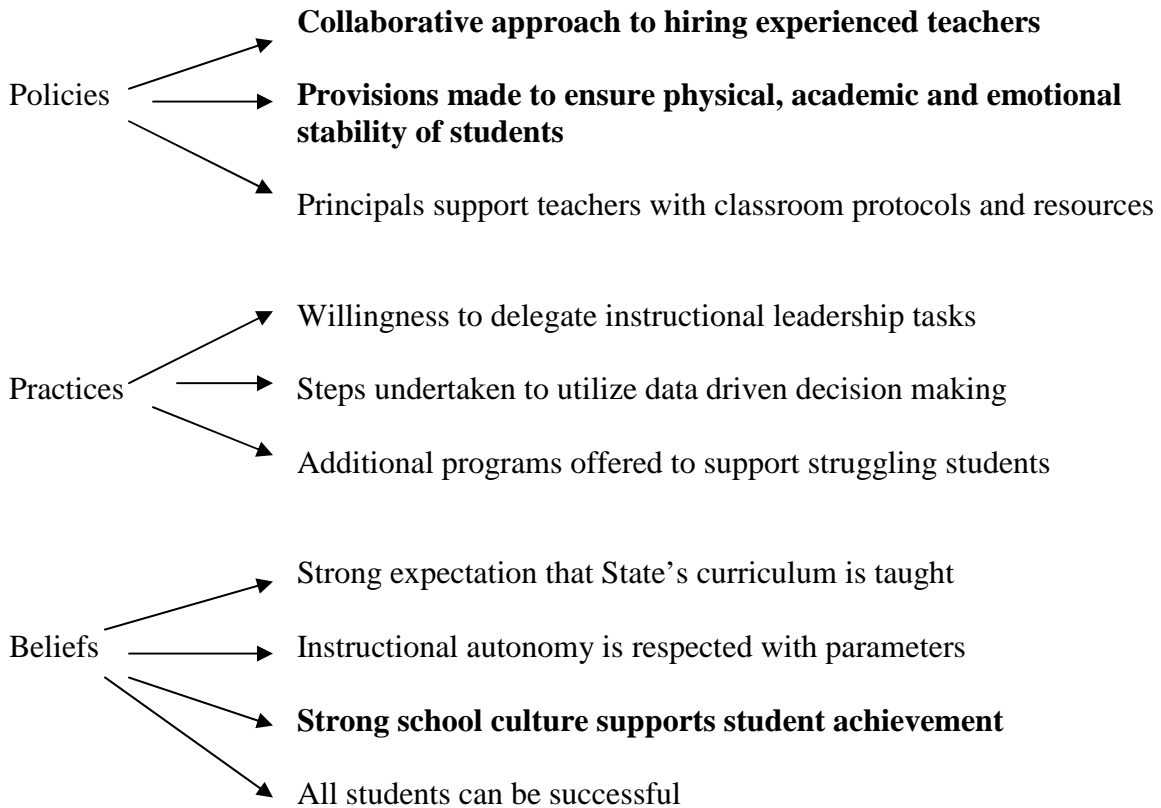 Collaborative approach to hiring experienced teachers
Policies
Provisions made to ensure physical, academic and emotional
stability of students
Principals support teachers with classroom protocols and resources
Willingness to delegate instructional leadership tasks
Practices
Steps undertaken to utilize data driven decision making
Additional programs offered to support struggling students
Strong expectation that State’s curriculum is taught
Beliefs
Instructional autonomy is respected with parameters
Strong school culture supports student achievement
All students can be successful